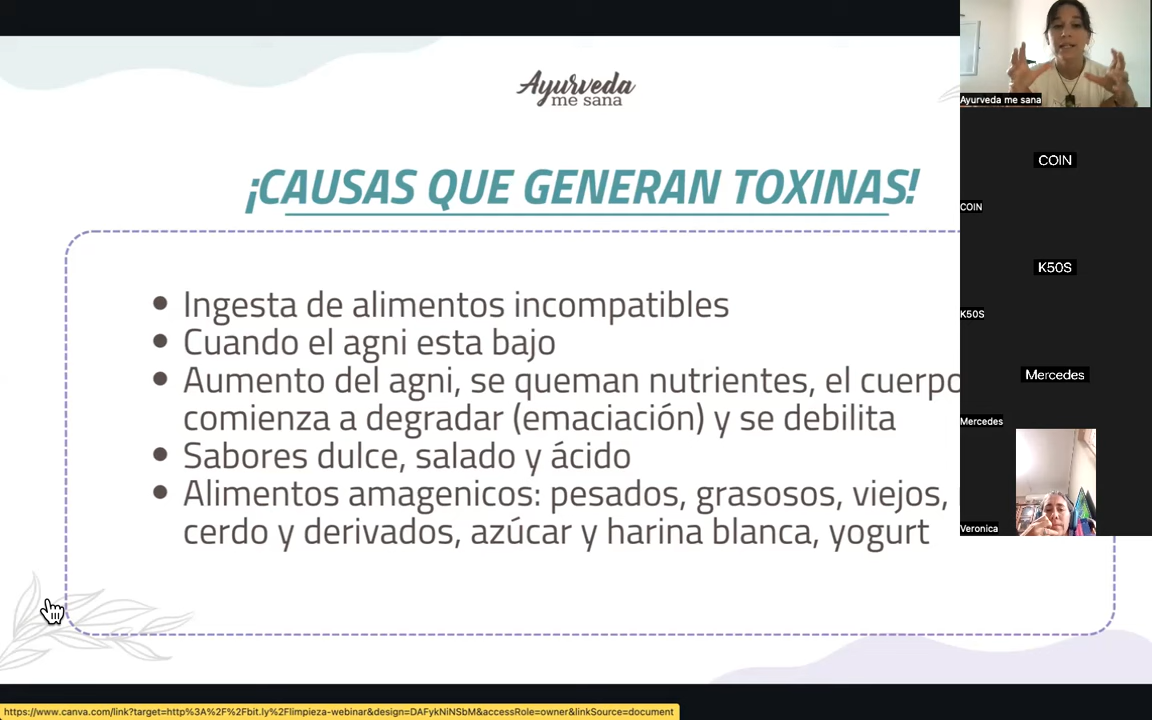 Ayurveda
me sana
¡CAUSAS QUE GENERAN TOXINAS!
• Ingesta de alimentos incompatibles
• Cuando el agni esta bajo
• Aumento del agni, se queman nutrientes, el cuerpo
comienza a degradar (emaciación) y se debilita
• Sabores dulce, salado y ácido
• Alimentos amagenicos: pesados, grasosos, viejos,
cerdo y derivados, azúcar y harina blanca, yogurt
Ayurveda me sana
COIN
COIN
K50S
K50S
Mercedes
Mercedes
Veronica
https://www.canva.com/link?target=http%3A%2F%2Fbit.ly%2Flimpieza-webinar&design=DAFykNiNSbM&accessRole=owner&linkSource=document